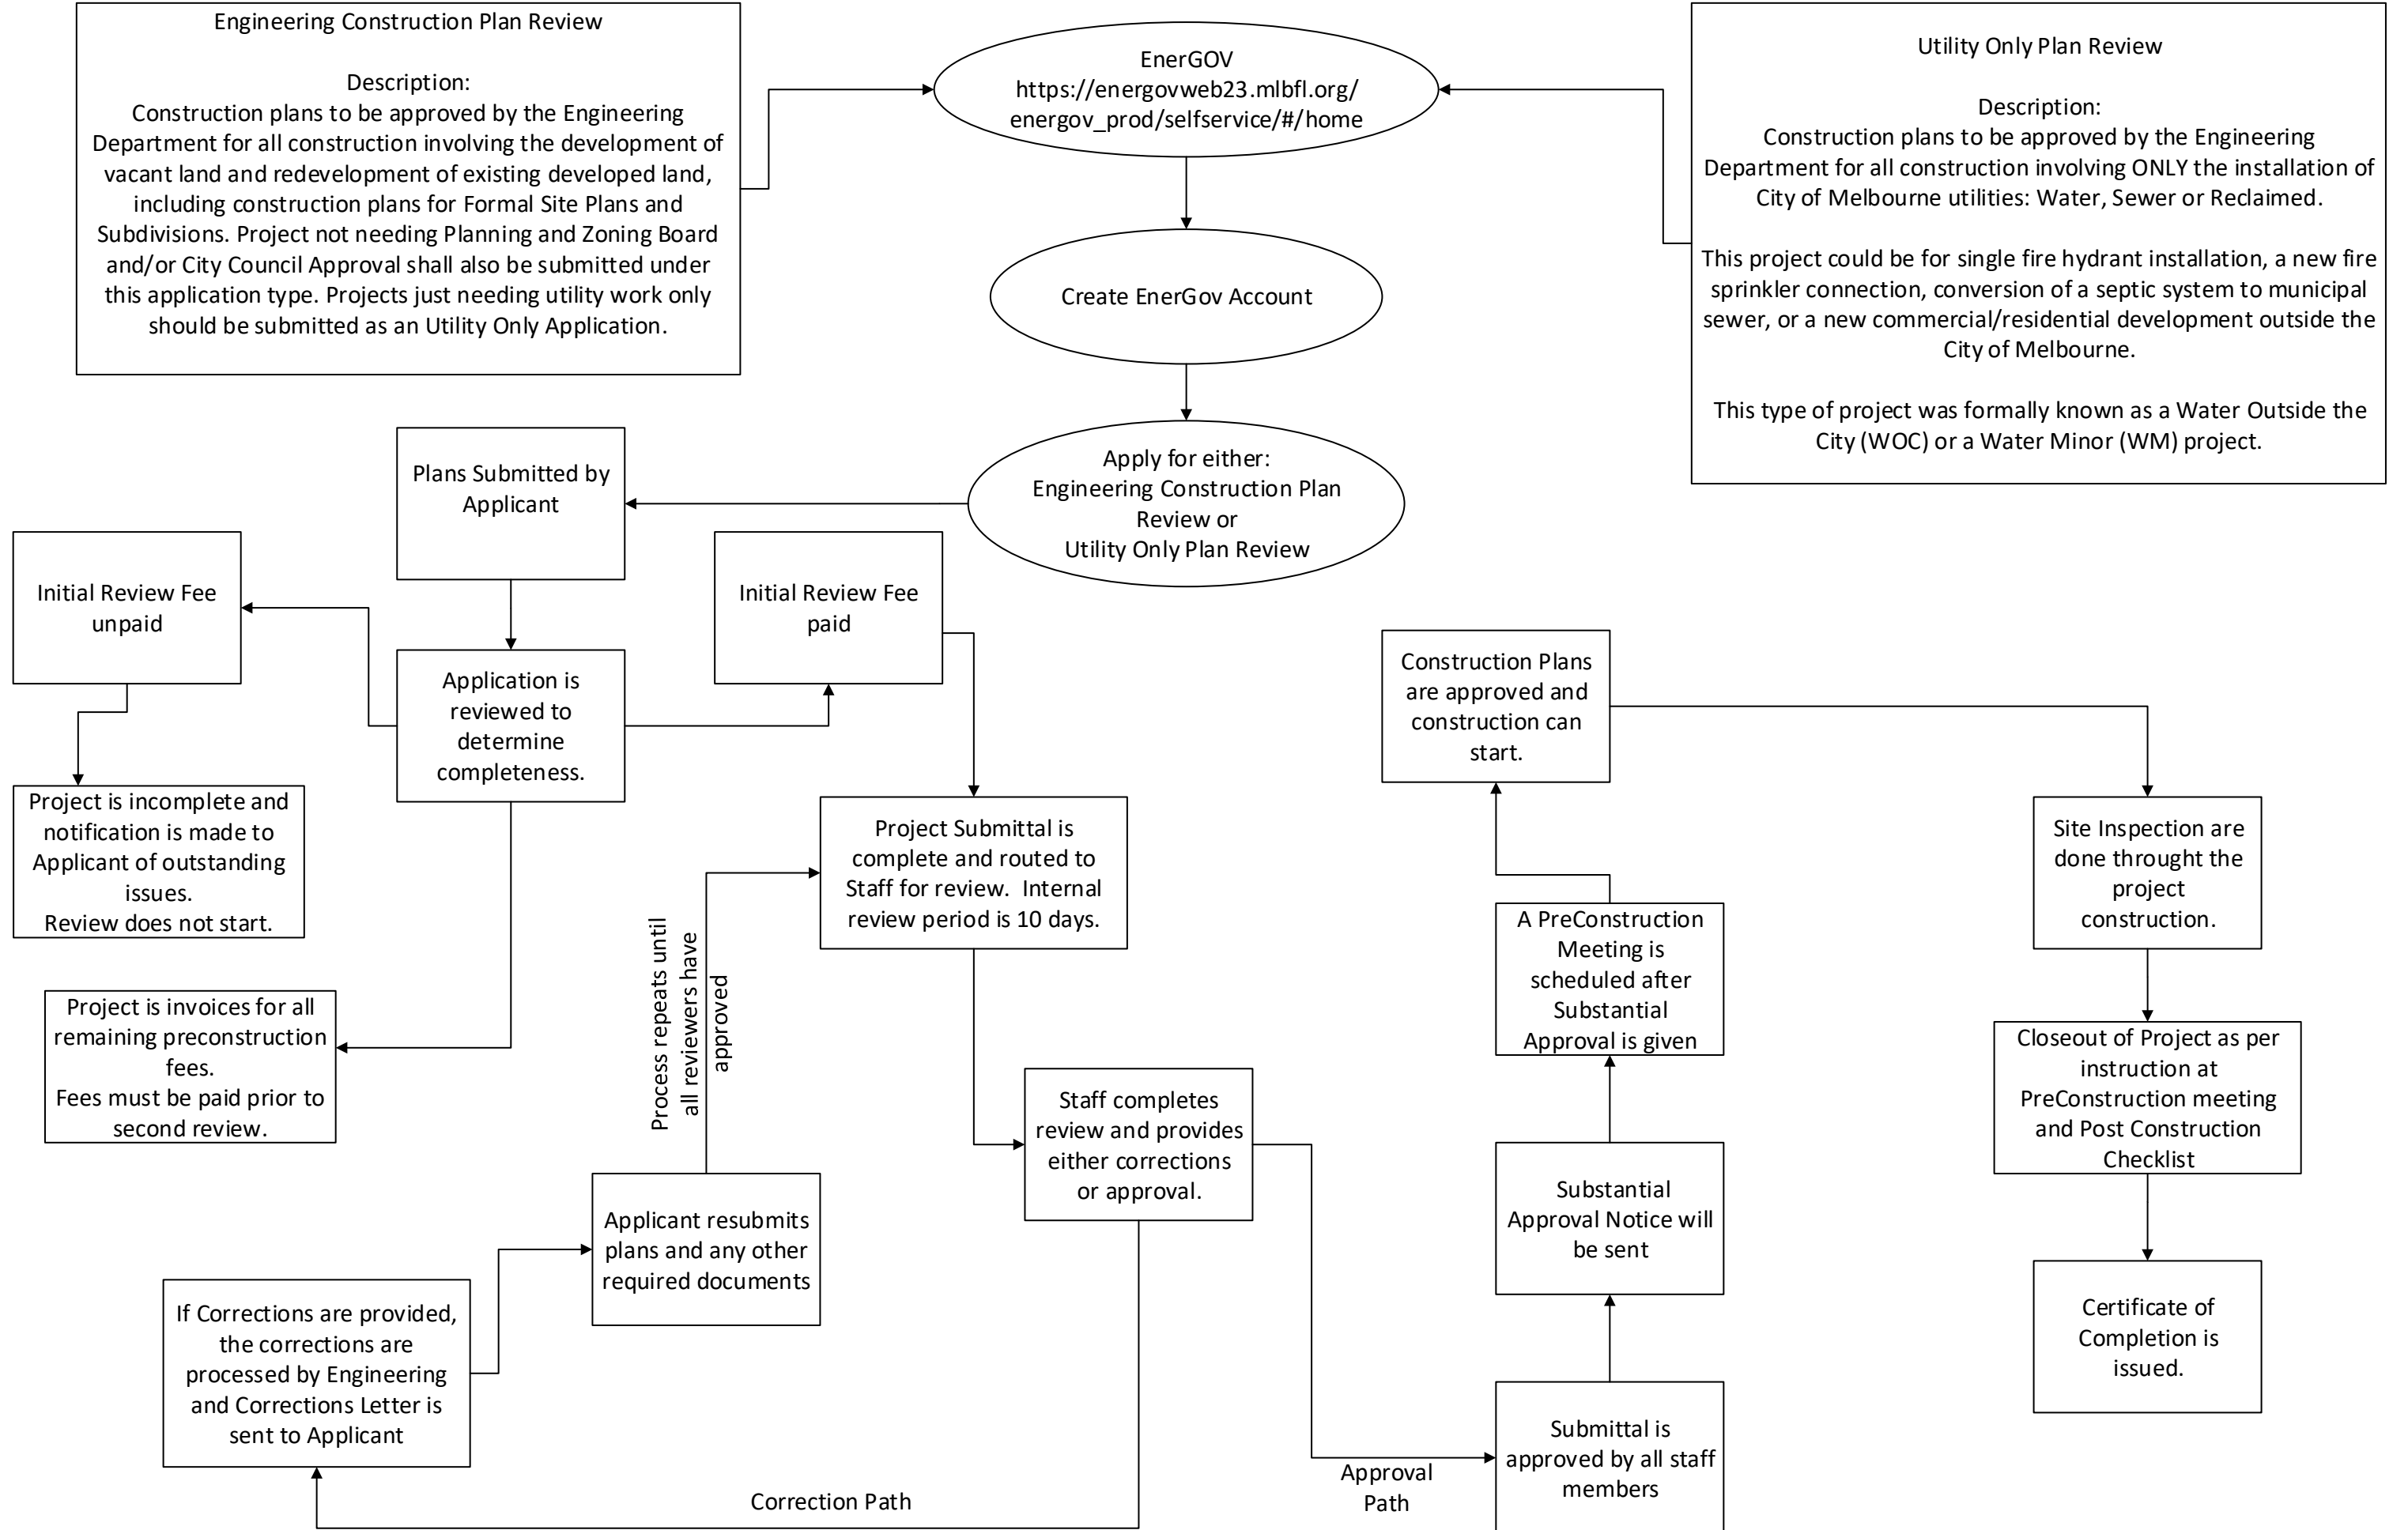 Engineering Construction Plan Review
Description:
Construction plans to be approved by the Engineering
Department for all construction involving the development of
vacant land and redevelopment of existing developed land,
including construction plans for Formal Site Plans and
Subdivisions. Project not needing Planning and Zoning Board
and/or City Council Approval shall also be submitted under
this application type. Projects just needing utility work only
should be submitted as an Utility Only Application.
EnerGOV
https://energovweb23.mlbfl.org/
energov_prod/selfservice/#/home
Utility Only Plan Review
Description:
Construction plans to be approved by the Engineering
Department for all construction involving ONLY the installation of
City of Melbourne utilities: Water, Sewer or Reclaimed.
This project could be for single fire hydrant installation, a new fire
sprinkler connection, conversion of a septic system to municipal
sewer, or a new commercial/residential development outside the
City of Melbourne.
This type of project was formally known as a Water Outside the
City (WOC) or a Water Minor (WM) project.
Create EnerGov Account
Apply for either:
Engineering Construction Plan
Review or
Utility Only Plan Review
Plans Submitted by
Applicant
Initial Review Fee
unpaid
Initial Review Fee
paid
Application is
reviewed to
determine
completeness.
Project is incomplete and
notification is made to
Applicant of outstanding
issues.
Review does not start.
Project is invoices for all
remaining preconstruction
fees.
Fees must be paid prior to
second review.
Project Submittal is
complete and routed to
Staff for review.  Internal
review period is 10 days.
Process repeats until
all reviewers have
approved
Staff completes
review and provides
either corrections
or approval.
Applicant resubmits
plans and any other
required documents
If Corrections are provided,
the corrections are
processed by Engineering
and Corrections Letter is
sent to Applicant
Correction Path
Approval
Path
Submittal is
approved by all staff
members
Substantial
Approval Notice will
be sent
A PreConstruction
Meeting is
scheduled after
Substantial
Approval is given
Construction Plans
are approved and
construction can
start.
Site Inspection are
done throught the
project
construction.
Closeout of Project as per
instruction at
PreConstruction meeting
and Post Construction
Checklist
Certificate of
Completion is
issued.